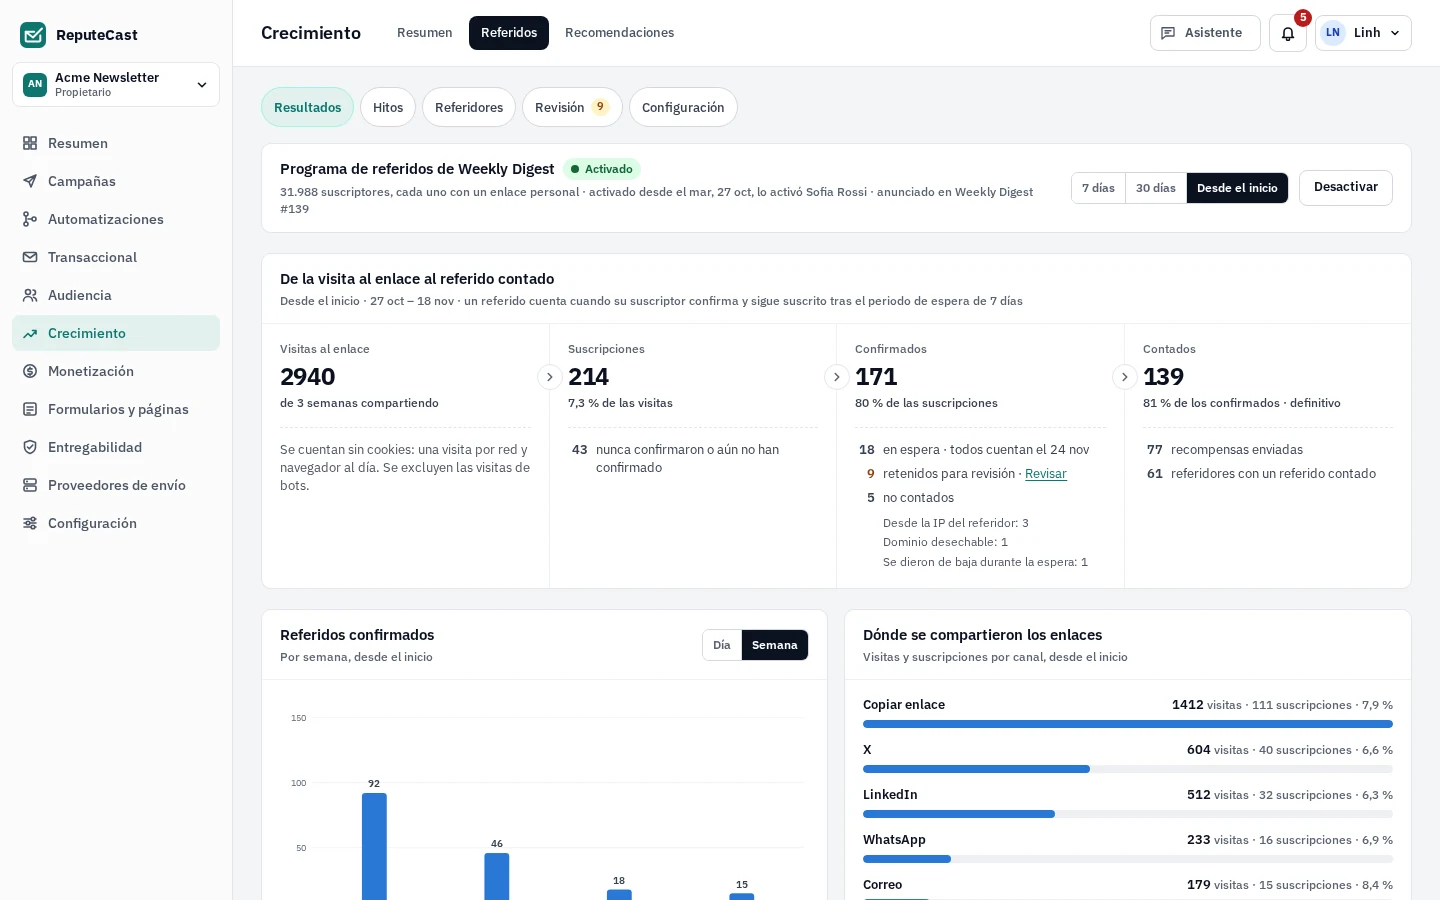 ReputeCast
AN
Acme Newsletter
Propietario
Resumen
Campañas
Automatizaciones
Transaccional
Audiencia
Crecimiento
Monetización
Formularios y páginas
Entregabilidad
Proveedores de envío
Configuración
Crecimiento
Resumen
Referidos
Recomendaciones
Asistente
5
LN
Linh
Resultados
Hitos
Referidores
Revisión 9
Configuración
Programa de referidos de Weekly Digest
Activado
31.988 suscriptores, cada uno con un enlace personal · activado desde el mar, 27 oct, lo activó Sofia Rossi · anunciado en Weekly Digest
#139
7 días
30 días
Desde el inicio
Desactivar
De la visita al enlace al referido contado
Desde el inicio · 27 oct – 18 nov · un referido cuenta cuando su suscriptor confirma y sigue suscrito tras el periodo de espera de 7 días
Visitas al enlace
2940
de 3 semanas compartiendo
Se cuentan sin cookies: una visita por red y
navegador al día. Se excluyen las visitas de
bots.
Suscripciones
214
7,3 % de las visitas
43 nunca confirmaron o aún no han
confirmado
Confirmados
171
80 % de las suscripciones
18 en espera · todos cuentan el 24 nov
9 retenidos para revisión · Revisar
5 no contados
Desde la IP del referidor: 3
Dominio desechable: 1
Se dieron de baja durante la espera: 1
Contados
139
81 % de los confirmados · definitivo
77 recompensas enviadas
61 referidores con un referido contado
Referidos confirmados
Por semana, desde el inicio
Día
Semana
150
100
50
92
46
18
15
Dónde se compartieron los enlaces
Visitas y suscripciones por canal, desde el inicio
Copiar enlace 1412 visitas · 111 suscripciones · 7,9 %
X 604 visitas · 40 suscripciones · 6,6 %
LinkedIn 512 visitas · 32 suscripciones · 6,3 %
WhatsApp 233 visitas · 16 suscripciones · 6,9 %
Correo 179 visitas · 15 suscripciones · 8,4 %